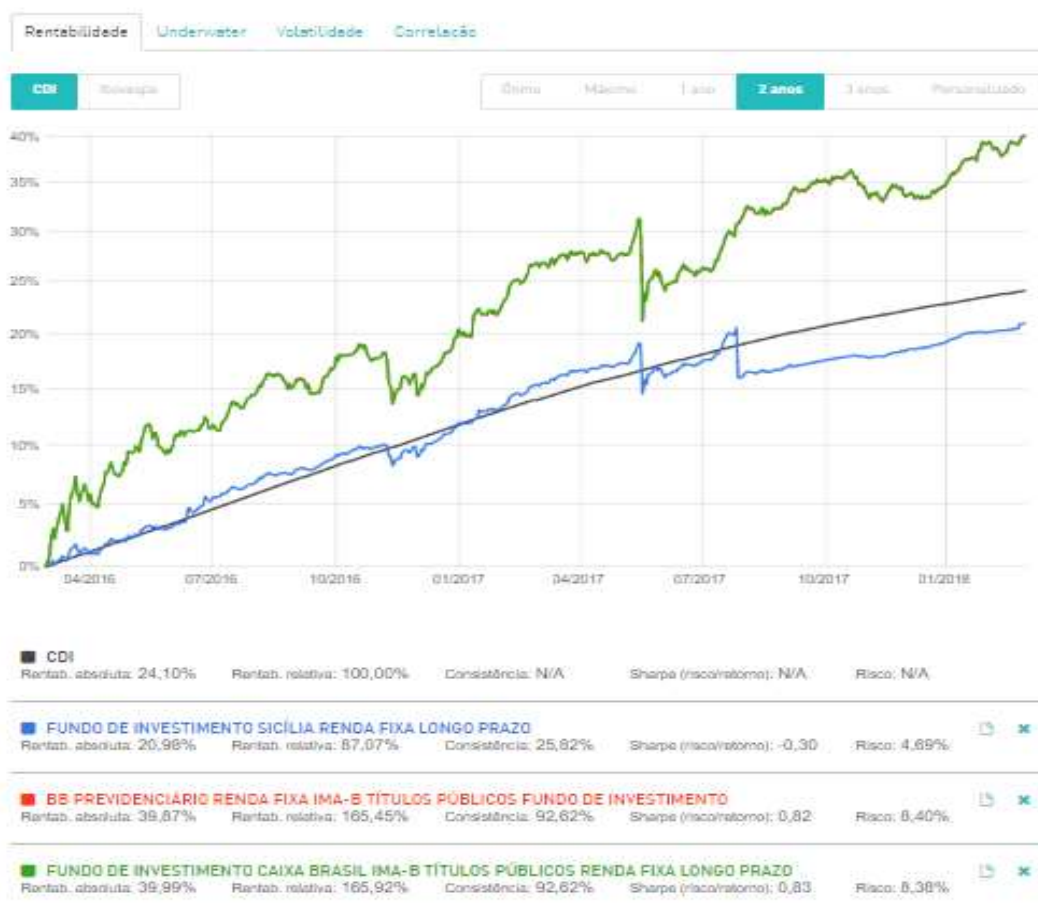 Rentabilidade Underwater Volatilidade Correlacão
CDI Ibovespa Ótimo Máximo 1 ano 2 anos 3 anos Personalizado
40%
35%
30%
25%
20%
15%
10%
5%
0%
04/2016 07/2016 10/2016 01/2017 04/2017 07/2017 10/2017 01/2018
CDI
Rentab. absoluta: 24,10% Rentab. relativa: 100,00% Consistência: N/A Sharpe (risco/retorno): N/A Risco: N/A
FUNDO DE INVESTIMENTO SICÍLIA RENDA FIXA LONGO PRAZO
Rentab. absoluta: 20,98% Rentab. relativa: 87,07% Consistência: 25,82% Sharpe (risco/retorno): -0,30 Risco: 4,69%
BB PREVIDENCIÁRIO RENDA FIXA IMA-B TÍTULOS PÚBLICOS FUNDO DE INVESTIMENTO
Rentab. absoluta: 39,87% Rentab. relativa: 165,45% Consistência: 92,62% Sharpe (risco/retorno): 0,82 Risco: 8,40%
FUNDO DE INVESTIMENTO CAIXA BRASIL IMA-B TÍTULOS PÚBLICOS RENDA FIXA LONGO PRAZO
Rentab. absoluta: 39,99% Rentab. relativa: 165,92% Consistência: 92,62% Sharpe (risco/retorno): 0,83 Risco: 8,38%